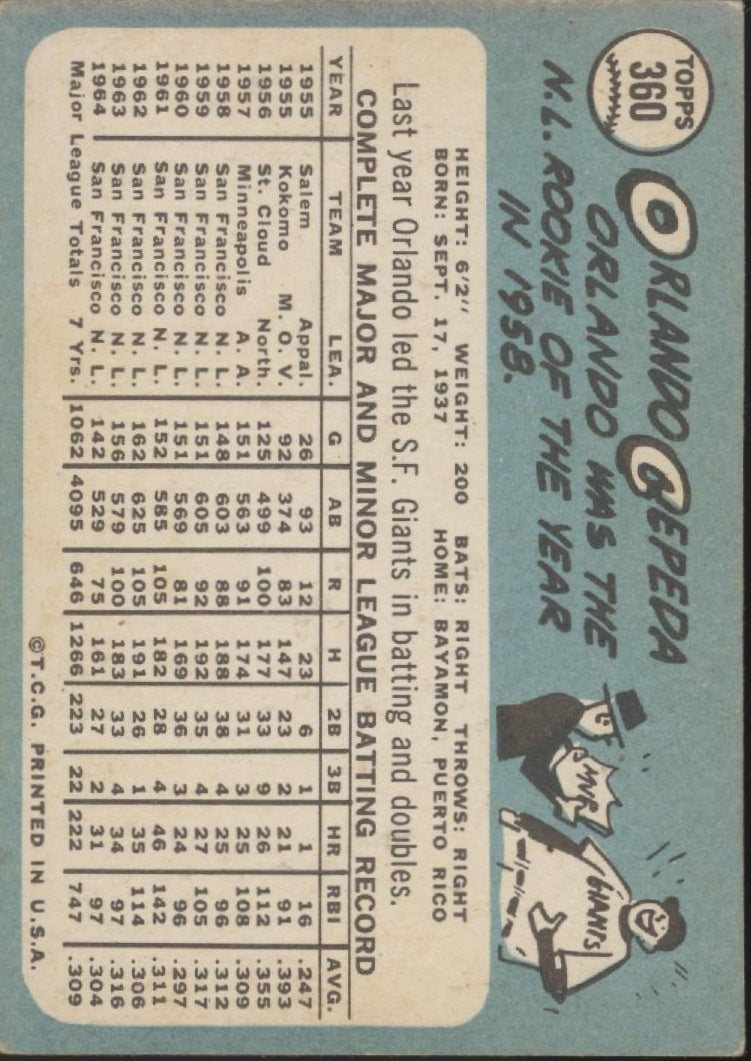 TOPPS
360
ORLANDO CEPEDA
ORLANDO WAS THE
N.L. ROOKIE OF THE YEAR
IN 1958.
GIANTS
HEIGHT: 6'2" WEIGHT: 200 BATS: RIGHT THROWS: RIGHT
BORN: SEPT. 17, 1937 HOME: BAYAMON, PUERTO RICO
Last year Orlando led the S.F. Giants in batting and doubles.
COMPLETE MAJOR AND MINOR LEAGUE BATTING RECORD
YEAR TEAM LEA. G AB R H 2B 3B HR RBI AVG.
1955 Salem Appal. 26 93 12 23 6 1 1 16 .247
1955 Kokomo M. O. V. 92 374 83 147 23 2 21 91 .393
1956 St. Cloud North. 125 499 100 177 33 9 26 112 .355
1957 Minneapolis A. A. 151 563 91 174 31 3 25 108 .309
1958 San Francisco N. L. 148 603 88 188 38 4 25 96 .312
1959 San Francisco N. L. 151 605 92 192 35 4 27 105 .317
1960 San Francisco N. L. 151 569 81 169 36 3 24 96 .297
1961 San Francisco N. L. 152 585 105 182 28 4 46 142 .311
1962 San Francisco N. L. 162 625 105 191 26 1 35 114 .306
1963 San Francisco N. L. 156 579 100 183 33 4 34 97 .316
1964 San Francisco N. L. 142 529 75 161 27 2 31 97 .304
Major League Totals 7 Yrs. 1062 4095 646 1266 223 22 222 747 .309
©T.C.G. PRINTED IN U.S.A.